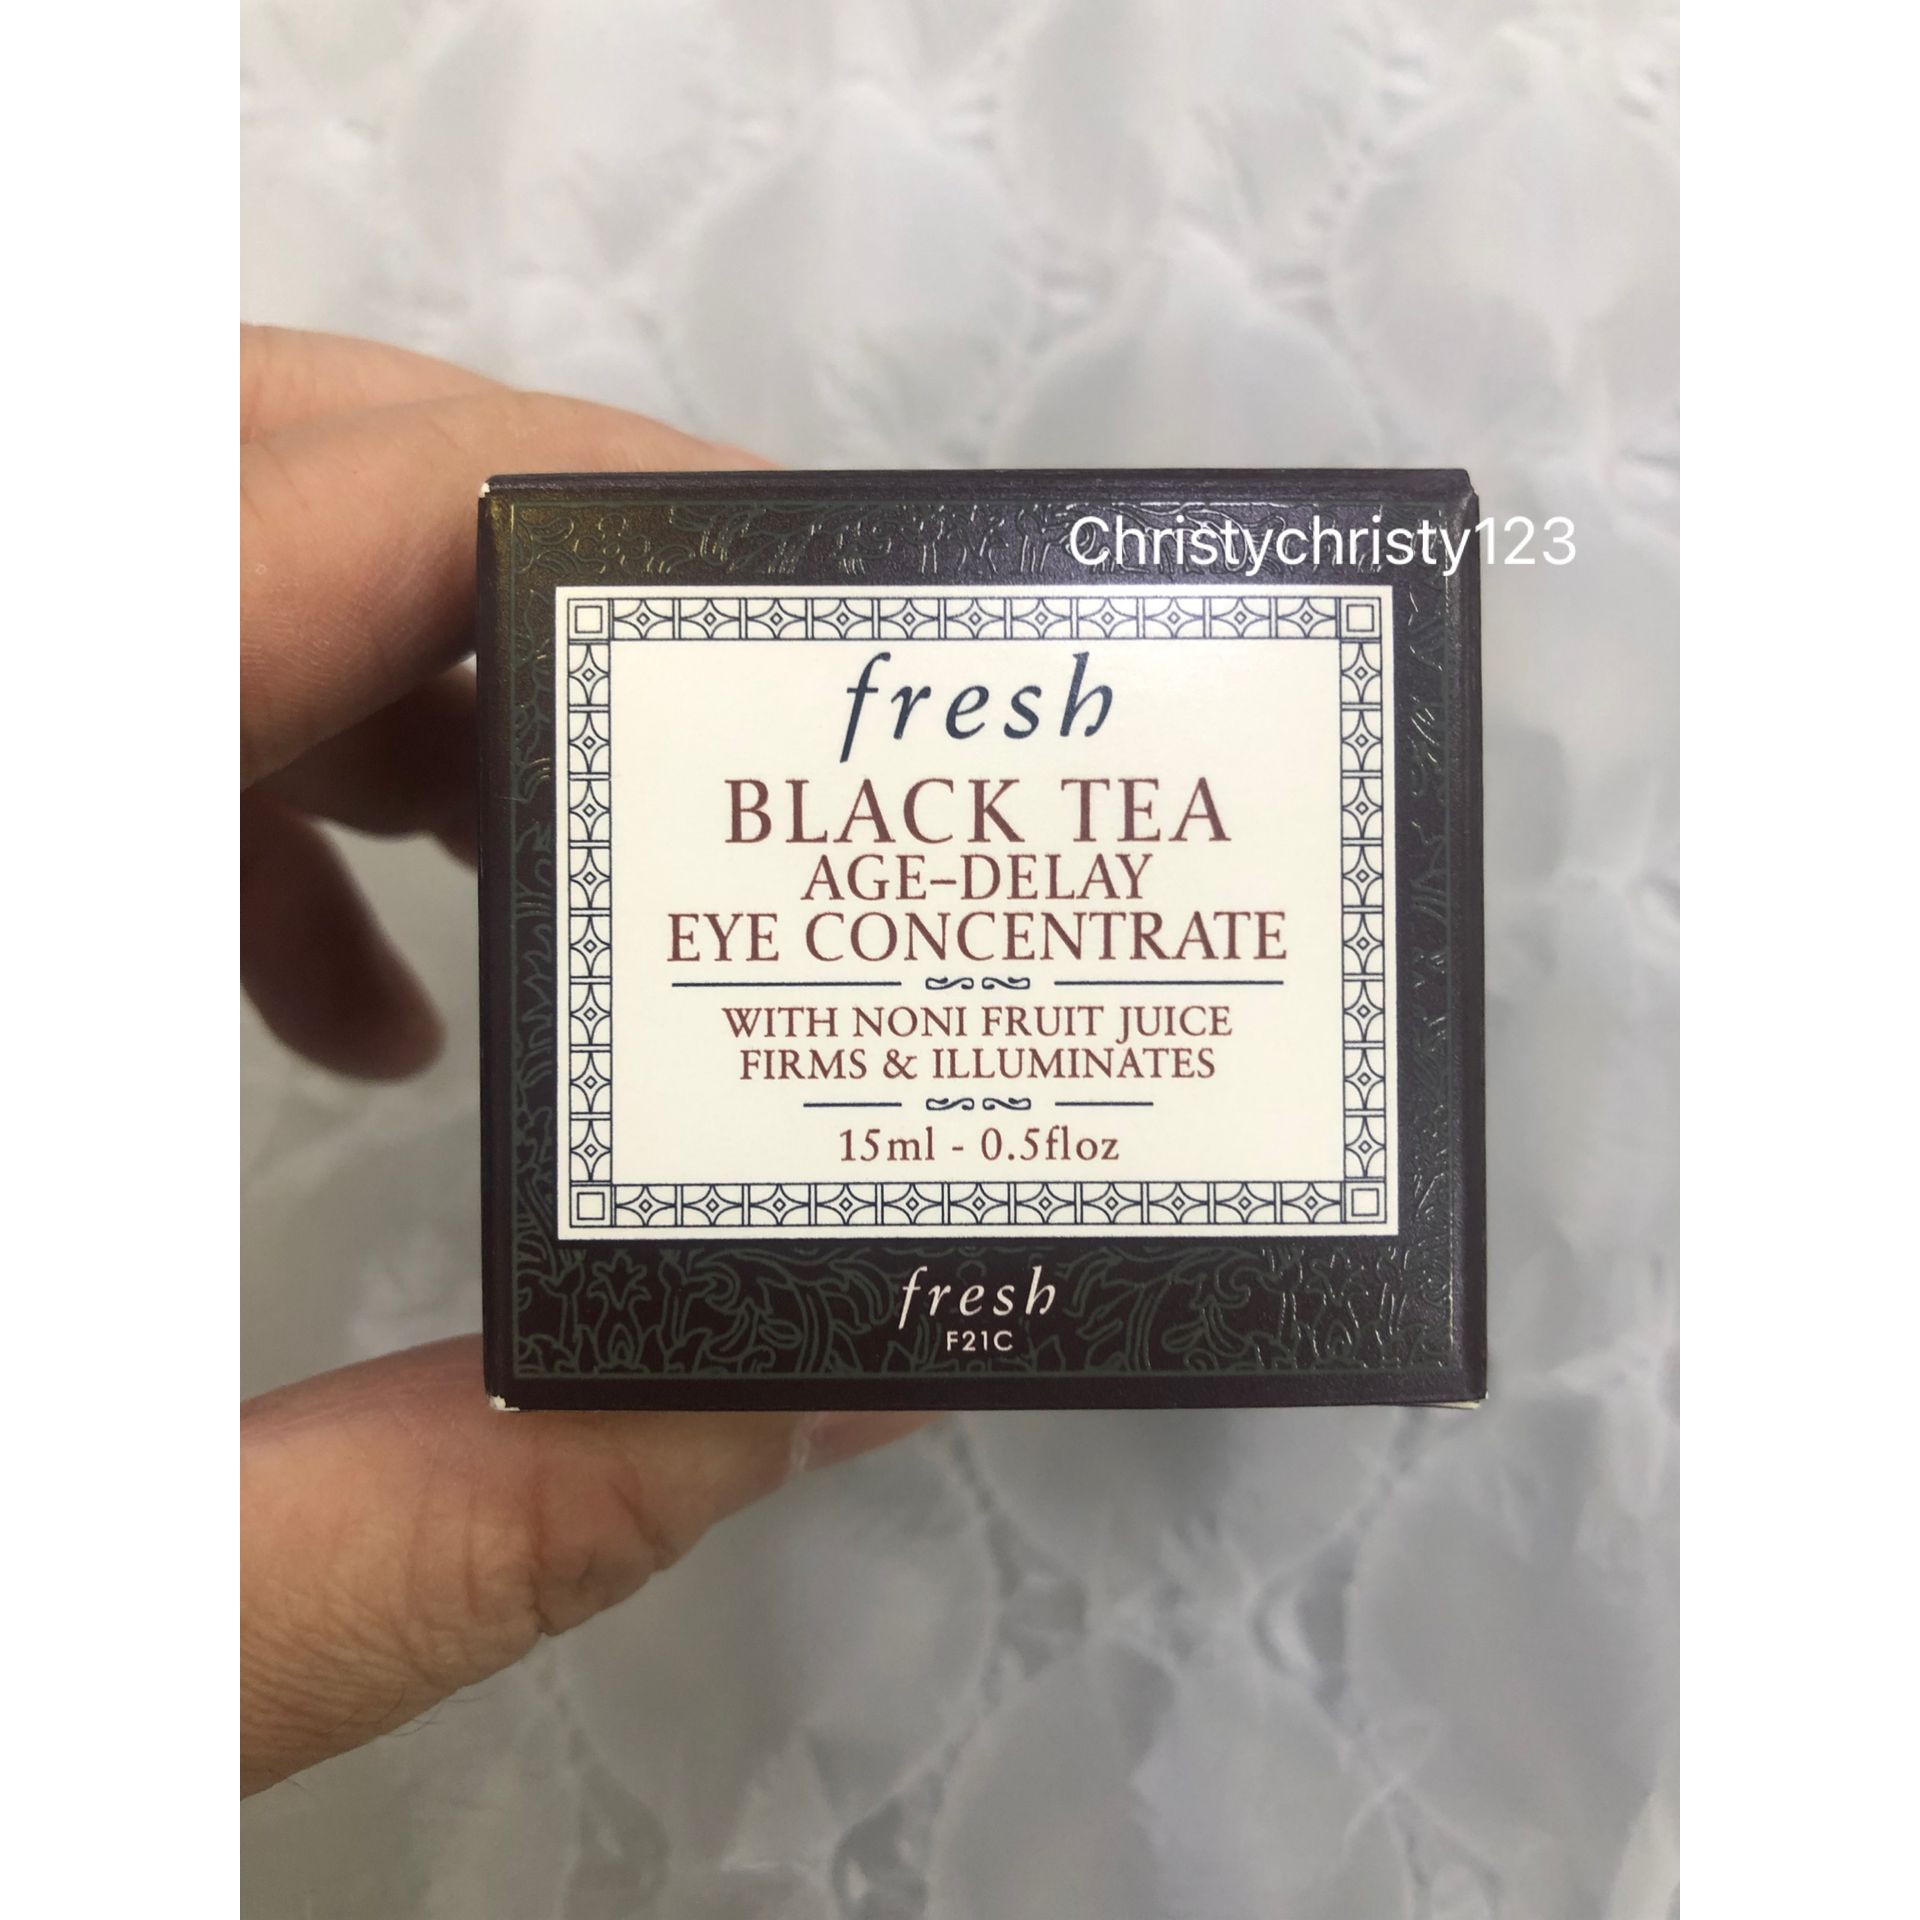 Christychristy123
fresh
BLACK TEA
AGE–DELAY
EYE CONCENTRATE
WITH NONI FRUIT JUICE
FIRMS & ILLUMINATES
15ml - 0.5floz
fresh
F21C